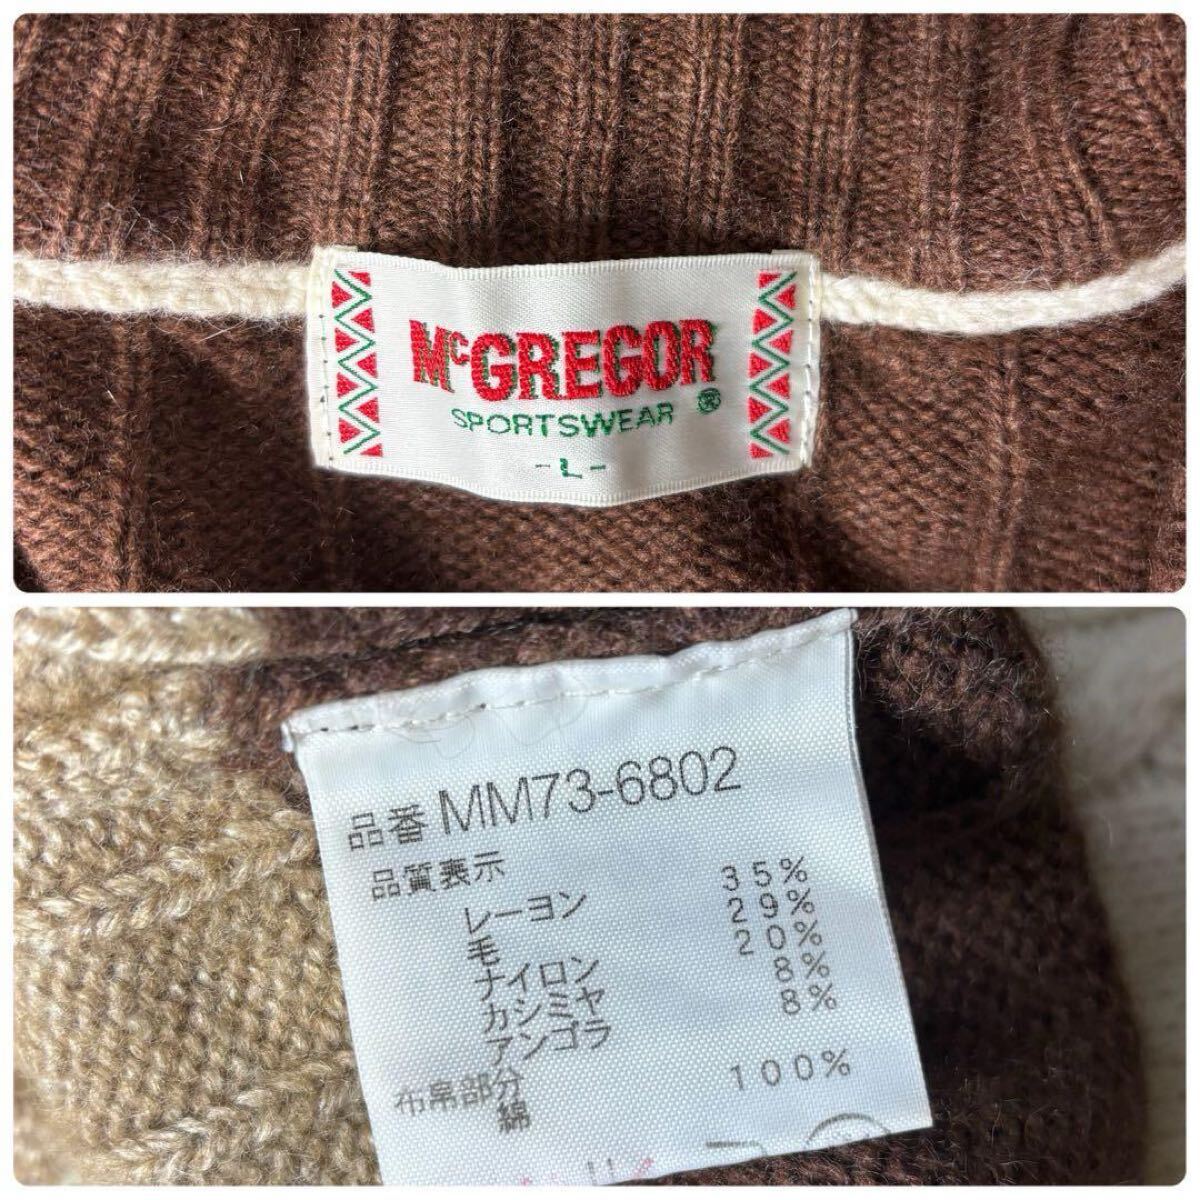 McGREGOR
SPORTSWEAR ®
-L-
品番 MM73-6802
品質表示
レーヨン 35%
毛 29%
ナイロン 20%
カシミヤ 8%
アンゴラ 8%
布帛部分
綿 100%